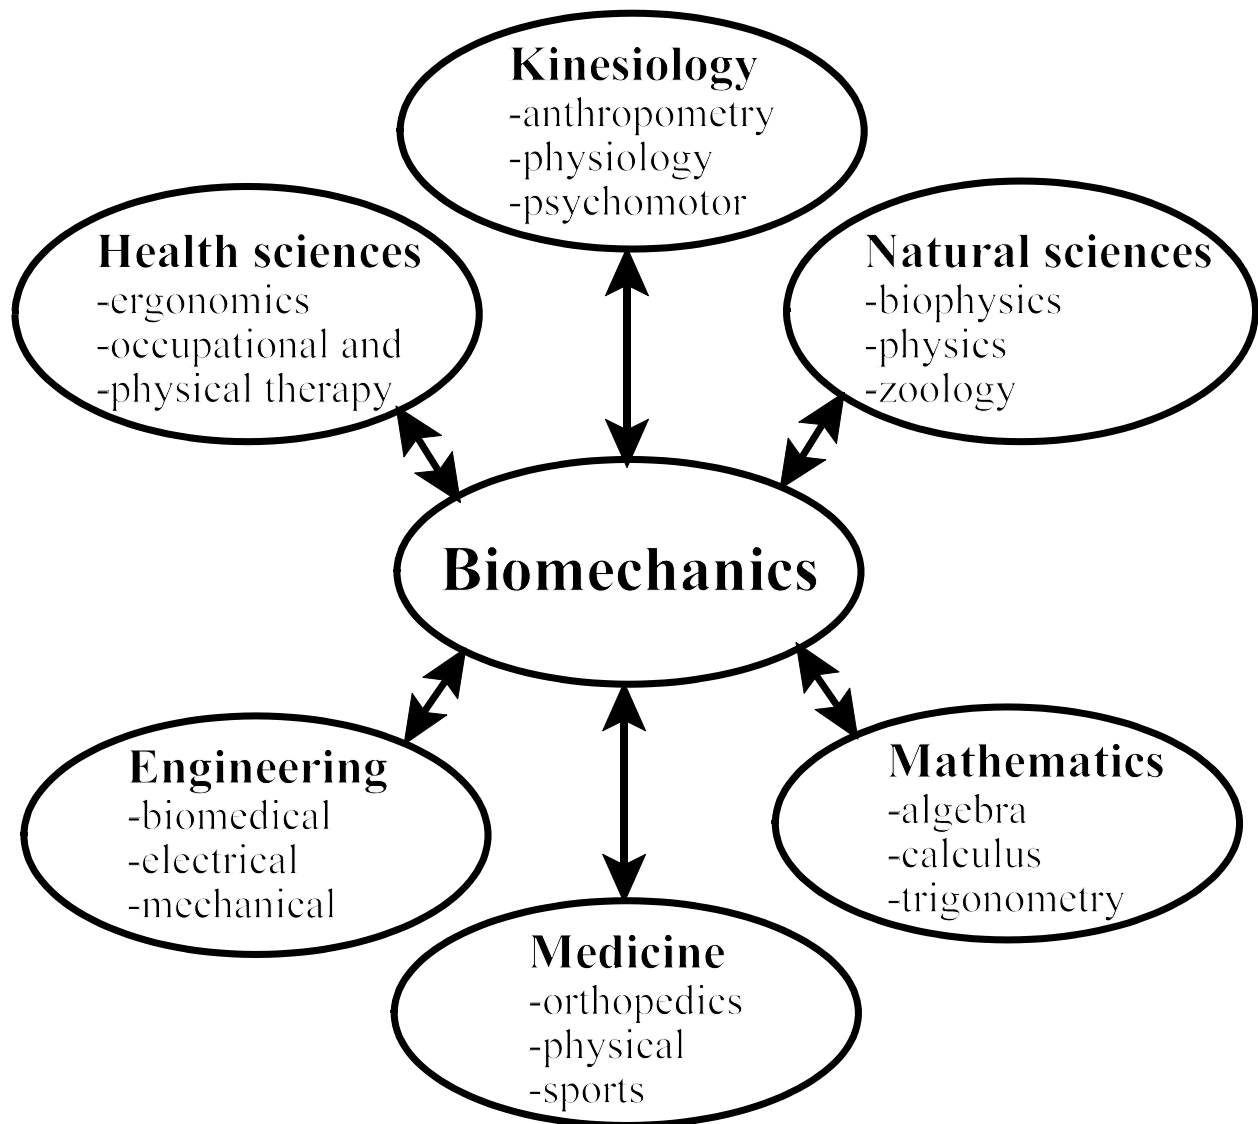 Kinesiology
-anthropometry
-physiology
-psychomotor
Health sciences
-ergonomics
-occupational and
-physical therapy
Natural sciences
-biophysics
-physics
-zoology
Biomechanics
Engineering
-biomedical
-electrical
-mechanical
Mathematics
-algebra
-calculus
-trigonometry
Medicine
-orthopedics
-physical
-sports